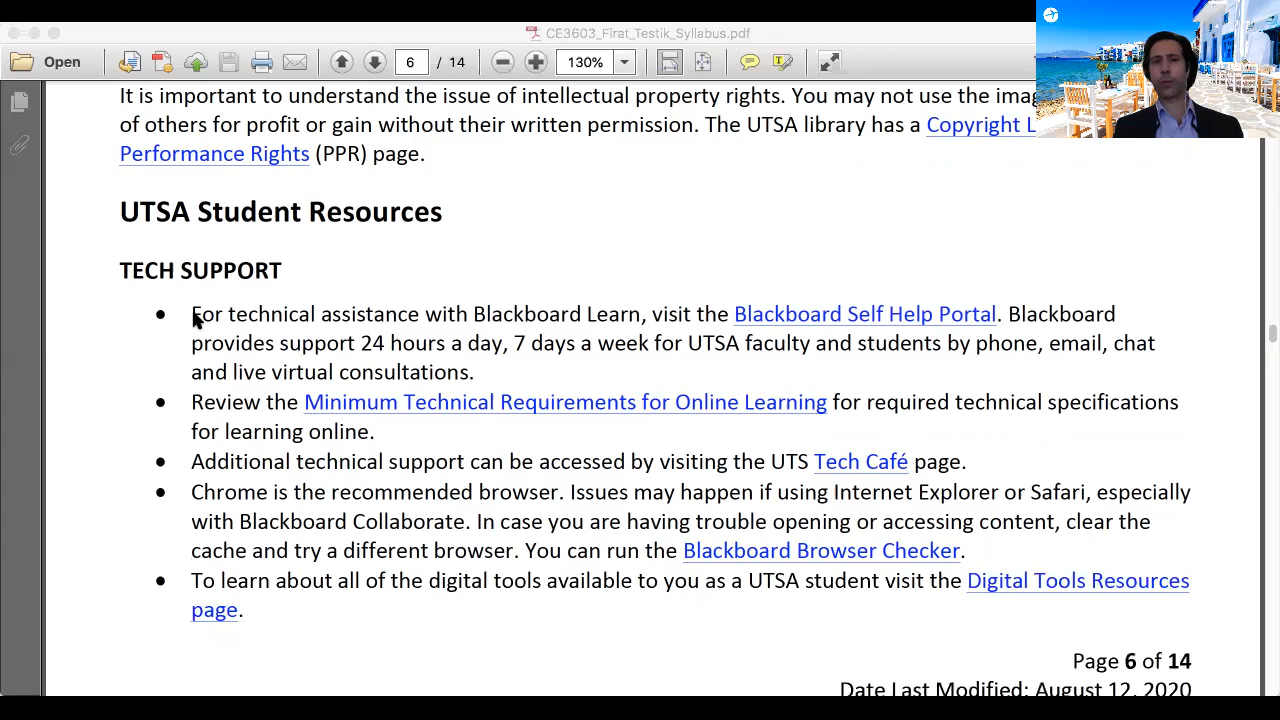 CE3603_Firat_Testik_Syllabus.pdf
Open
6 / 14
130%
It is important to understand the issue of intellectual property rights. You may not use the
of others for profit or gain without their written permission. The UTSA library has a Copyright
Performance Rights (PPR) page.
UTSA Student Resources
TECH SUPPORT
• For technical assistance with Blackboard Learn, visit the Blackboard Self Help Portal. Blackboard
provides support 24 hours a day, 7 days a week for UTSA faculty and students by phone, email, chat
and live virtual consultations.
• Review the Minimum Technical Requirements for Online Learning for required technical specifications
for learning online.
• Additional technical support can be accessed by visiting the UTS Tech Café page.
• Chrome is the recommended browser. Issues may happen if using Internet Explorer or Safari, especially
with Blackboard Collaborate. In case you are having trouble opening or accessing content, clear the
cache and try a different browser. You can run the Blackboard Browser Checker.
• To learn about all of the digital tools available to you as a UTSA student visit the Digital Tools Resources
page.
Page 6 of 14
Date Last Modified: August 12, 2020